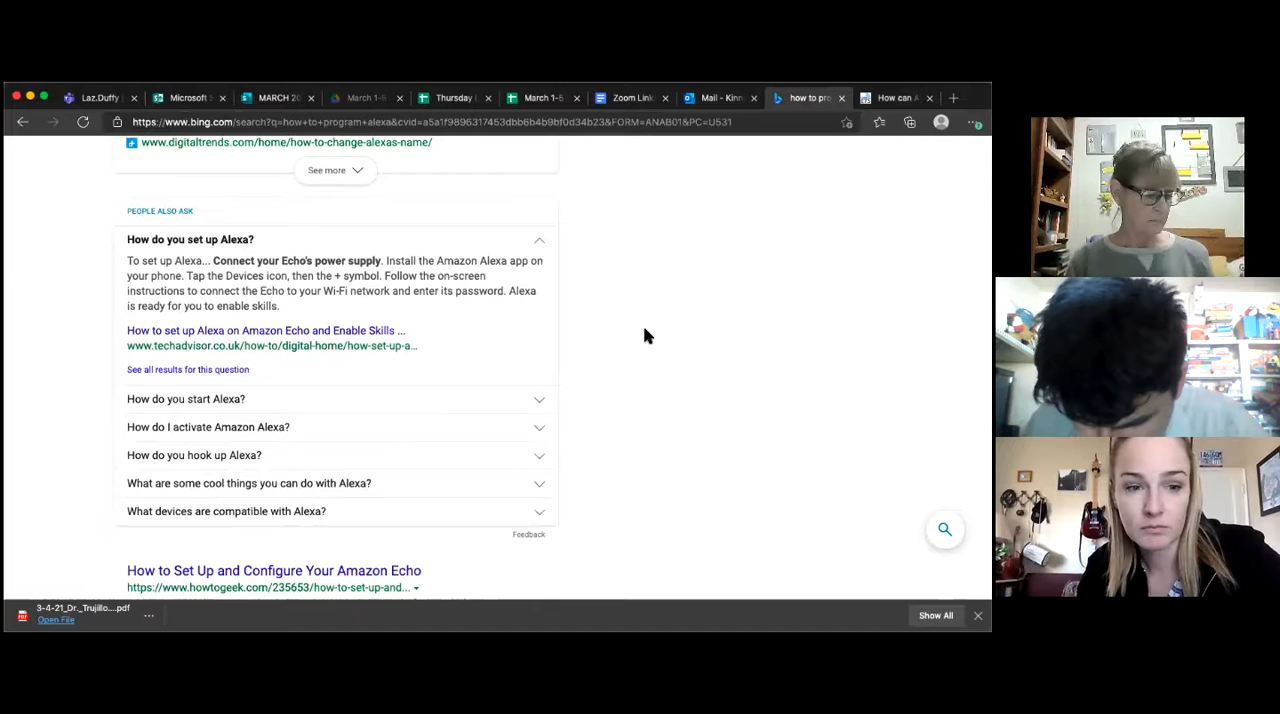 Laz.Duffy
Microsoft
MARCH 20
March 1-5
Thursday
March 1-5
Zoom Link
Mail - Kinn
how to pro
How can A
https://www.bing.com/search?q=how+to+program+alexa&cvid=a5a1f9896317453dbb6b4b9bf0d34b23&FORM=ANAB01&PC=U531
www.digitaltrends.com/home/how-to-change-alexas-name/
See more
PEOPLE ALSO ASK
How do you set up Alexa?
To set up Alexa... Connect your Echo's power supply. Install the Amazon Alexa app on
your phone. Tap the Devices icon, then the + symbol. Follow the on-screen
instructions to connect the Echo to your Wi-Fi network and enter its password. Alexa
is ready for you to enable skills.
How to set up Alexa on Amazon Echo and Enable Skills ...
www.techadvisor.co.uk/how-to/digital-home/how-set-up-a...
See all results for this question
How do you start Alexa?
How do I activate Amazon Alexa?
How do you hook up Alexa?
What are some cool things you can do with Alexa?
What devices are compatible with Alexa?
Feedback
How to Set Up and Configure Your Amazon Echo
https://www.howtogeek.com/235653/how-to-set-up-and...
3-4-21_Dr._Trujillo....pdf
Open File
Show All